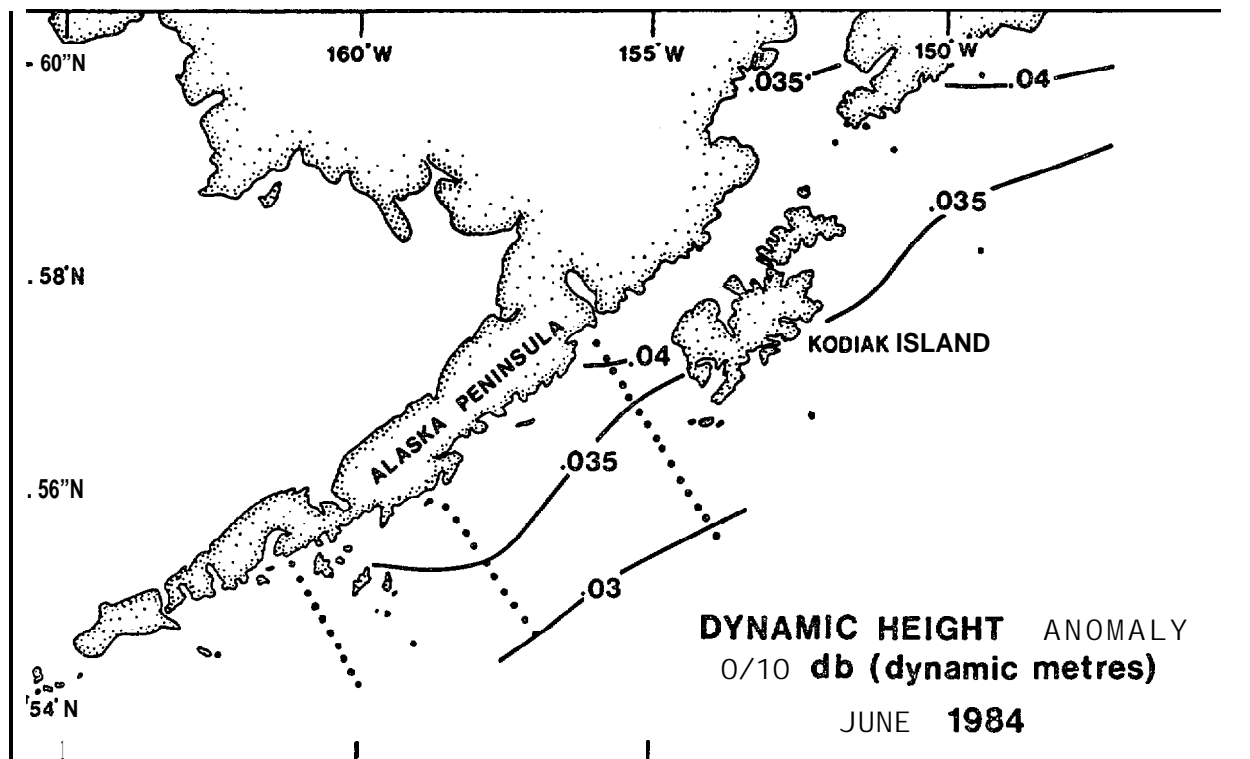 160°W
155°W
150°W
- 60"N
.035
.04
.035
. 58°N
KODIAK ISLAND
.04
ALASKA PENINSULA
.035
. 56"N
.03
DYNAMIC HEIGHT ANOMALY
0/10 db (dynamic metres)
'54°N
JUNE 1984